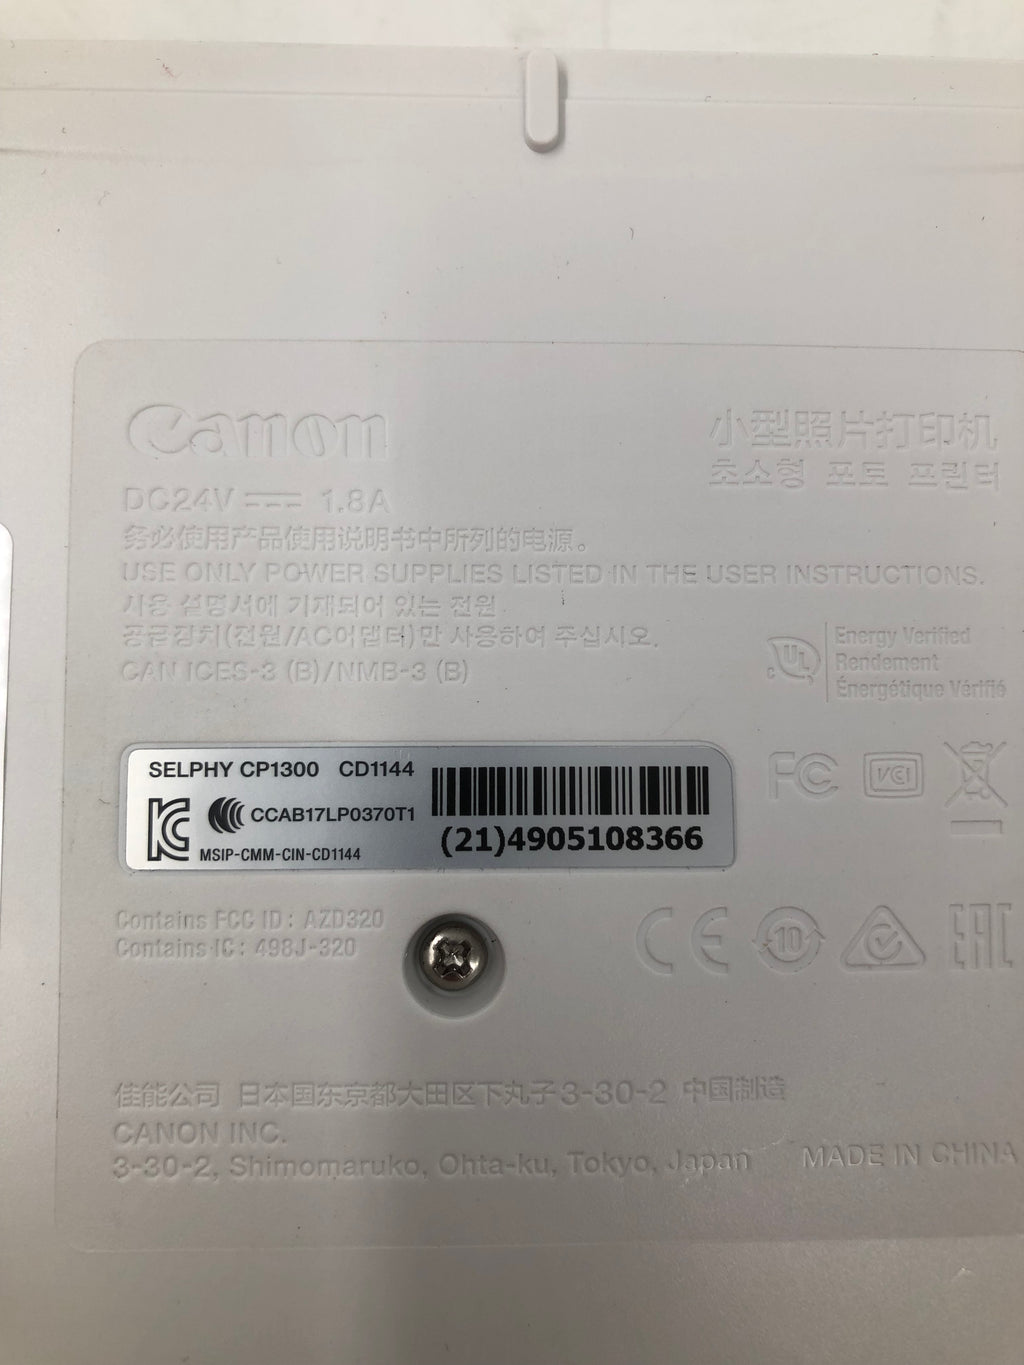 Canon
小型照片打印机
초소형 포토 프린터
DC24V 1.8A
务必使用产品使用说明书中所列的电源。
USE ONLY POWER SUPPLIES LISTED IN THE USER INSTRUCTIONS.
사용 설명서에 기재되어 있는 전원
공급장치(전원/AC어댑터)만 사용하여 주십시오.
CAN ICES-3 (B)/NMB-3 (B)
c UL
Energy Verified
Rendement
Énergétique Vérifié
SELPHY CP1300 CD1144
CCAB17LP0370T1
MSIP-CMM-CIN-CD1144
(21)4905108366
FC VCI
Contains FCC ID: AZD320
Contains IC: 498J-320
CE 10 EAC
佳能公司 日本国东京都大田区下丸子3-30-2 中国制造
CANON INC.
3-30-2, Shimomaruko, Ohta-ku, Tokyo, Japan MADE IN CHINA